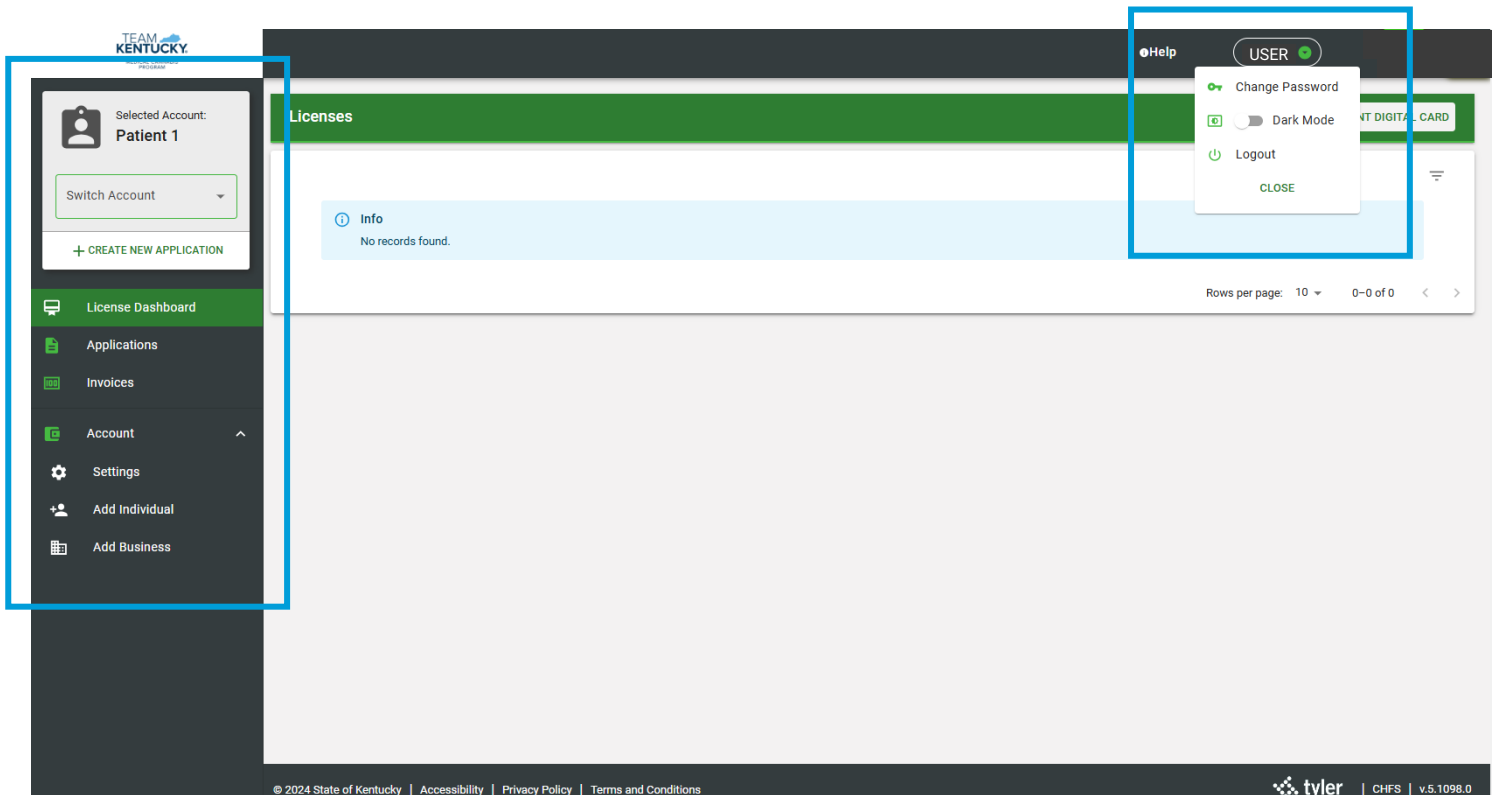 TEAM
KENTUCKY.
MEDICAL CANNABIS
PROGRAM
Help
USER
Change Password
Dark Mode
Logout
CLOSE
Selected Account:
Patient 1
Switch Account
+ CREATE NEW APPLICATION
License Dashboard
Applications
Invoices
Account
Settings
Add Individual
Add Business
Licenses
NT DIGITAL CARD
Info
No records found.
Rows per page: 10 0–0 of 0
© 2024 State of Kentucky | Accessibility | Privacy Policy | Terms and Conditions
tyler | CHFS | v.5.1098.0